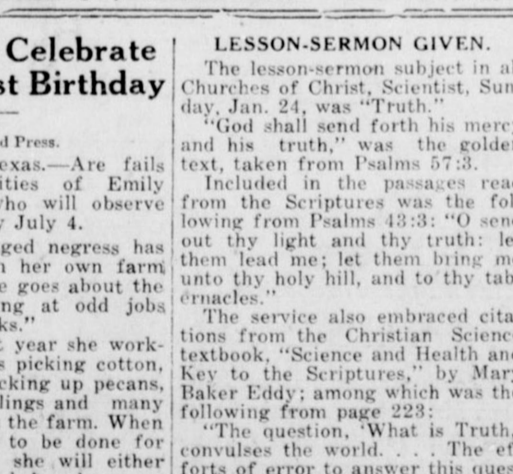 Celebrate
st Birthday
d Press.
exas.—Are fails
ities of Emily
who will observe
y July 4.
ged negress has
n her own farm
e goes about the
ng at odd jobs
ks."
t year she work-
s picking cotton,
cking up pecans,
lings and many
the farm. When
to be done for
she will either
LESSON-SERMON GIVEN.
The lesson-sermon subject in al
Churches of Christ, Scientist, Sun
day, Jan. 24, was "Truth."
"God shall send forth his merc
and his truth," was the golde
text, taken from Psalms 57:3.
Included in the passages rea
from the Scriptures was the fol
lowing from Psalms 43:3: "O sen
out thy light and thy truth: le
them lead me; let them bring m
unto thy holy hill, and to thy tab
ernacles."
The service also embraced cita
tions from the Christian Scienc
textbook, "Science and Health an
Key to the Scriptures," by Mar
Baker Eddy; among which was th
following from page 223:
"The question, 'What is Truth,
convulses the world. . . . The ef
forts of error to answer this ques